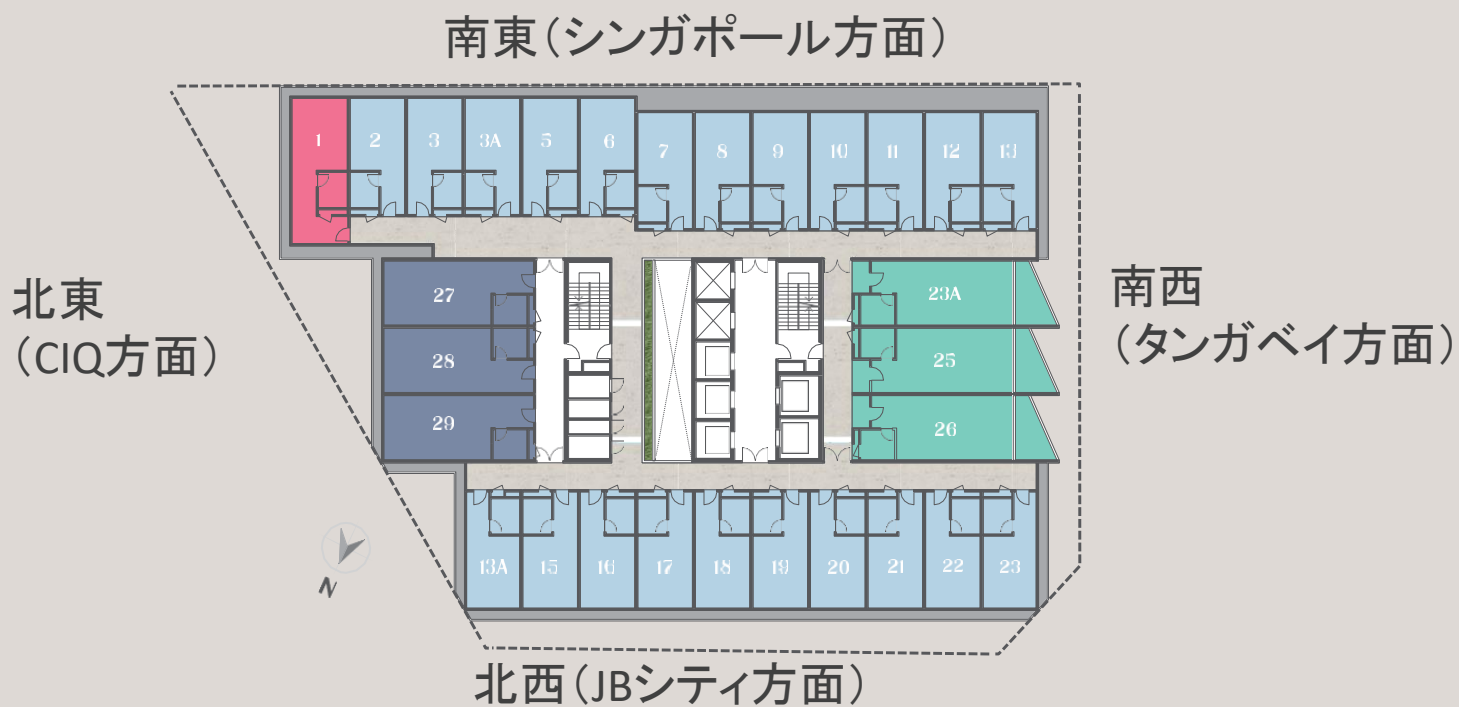 南東(シンガポール方面)
1 2 3 3A 5 6 7 8 9 10 11 12 13
北東
(CIQ方面)
27 23A
28 25
29 26
南西
(タンガベイ方面)
13A 15 16 17 18 19 20 21 22 23
N
北西(JBシティ方面)